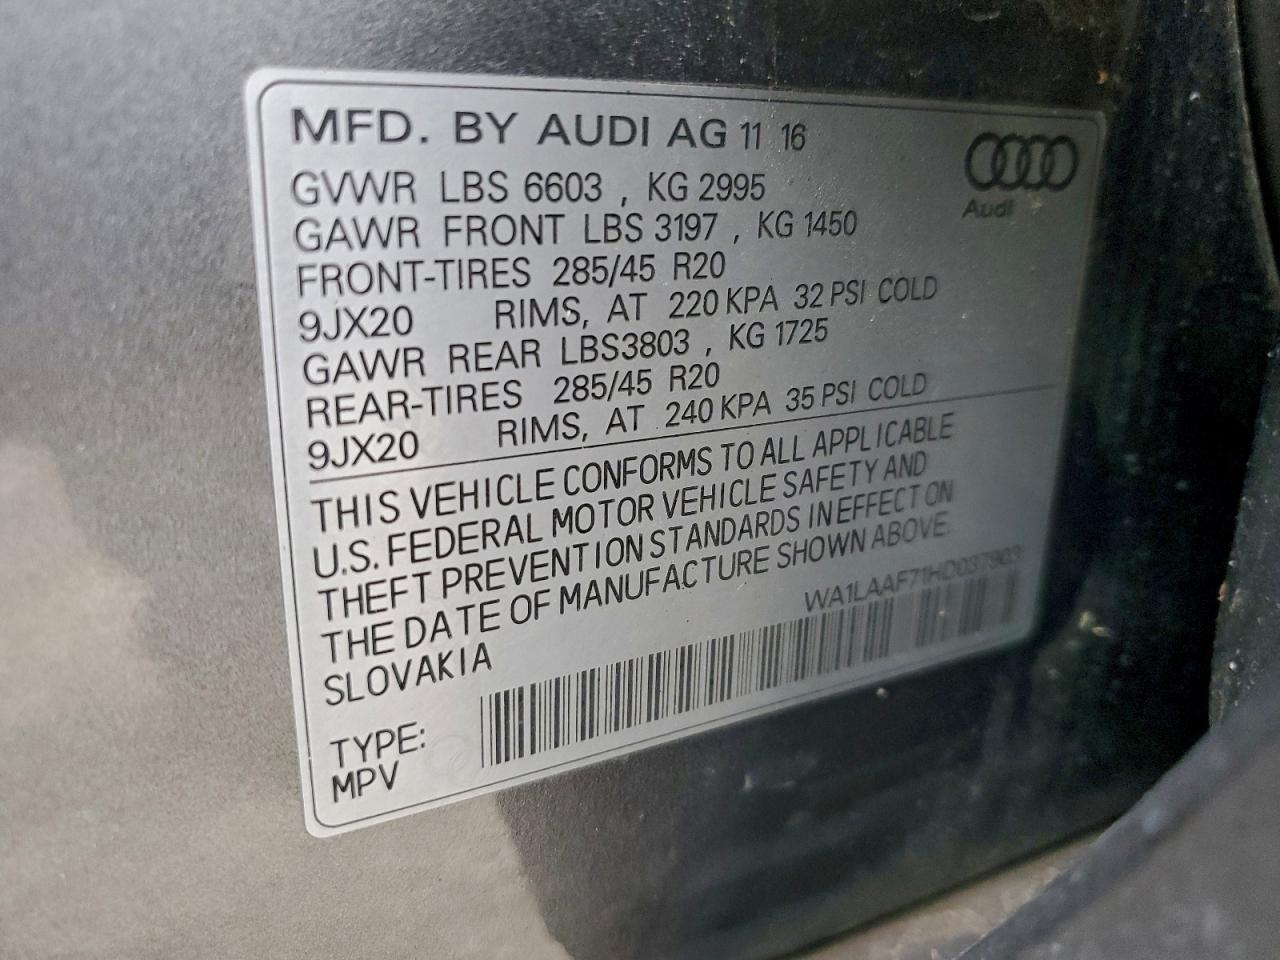 MFD. BY AUDI AG 11 16
GVWR LBS 6603 , KG 2995
GAWR FRONT LBS 3197 , KG 1450
FRONT-TIRES 285/45 R20
9JX20 RIMS, AT 220 KPA 32 PSI COLD
GAWR REAR LBS3803 , KG 1725
REAR-TIRES 285/45 R20
9JX20 RIMS, AT 240 KPA 35 PSI COLD
Audi
THIS VEHICLE CONFORMS TO ALL APPLICABLE
U.S. FEDERAL MOTOR VEHICLE SAFETY AND
THEFT PREVENTION STANDARDS IN EFFECT ON
THE DATE OF MANUFACTURE SHOWN ABOVE.
SLOVAKIA
WA1LAAF71HD037903
TYPE:
MPV